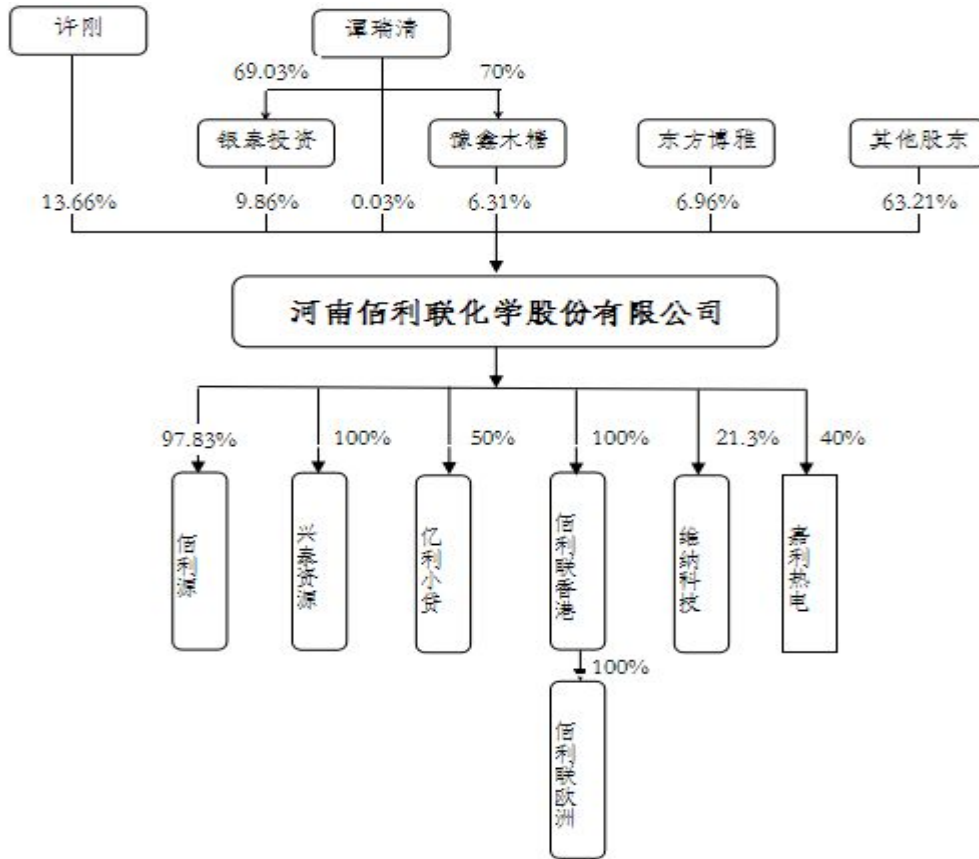 许刚
谭瑞清
69.03%
70%
银泰投资
豫鑫木糖
东方博雅
其他股东
13.66%
9.86%
0.03%
6.31%
6.96%
63.21%
河南佰利联化学股份有限公司
97.83%
100%
50%
100%
21.3%
40%
佰利源
兴泰资源
亿利小贷
佰利联香港
维纳科技
嘉利热电
100%
佰利联欧洲